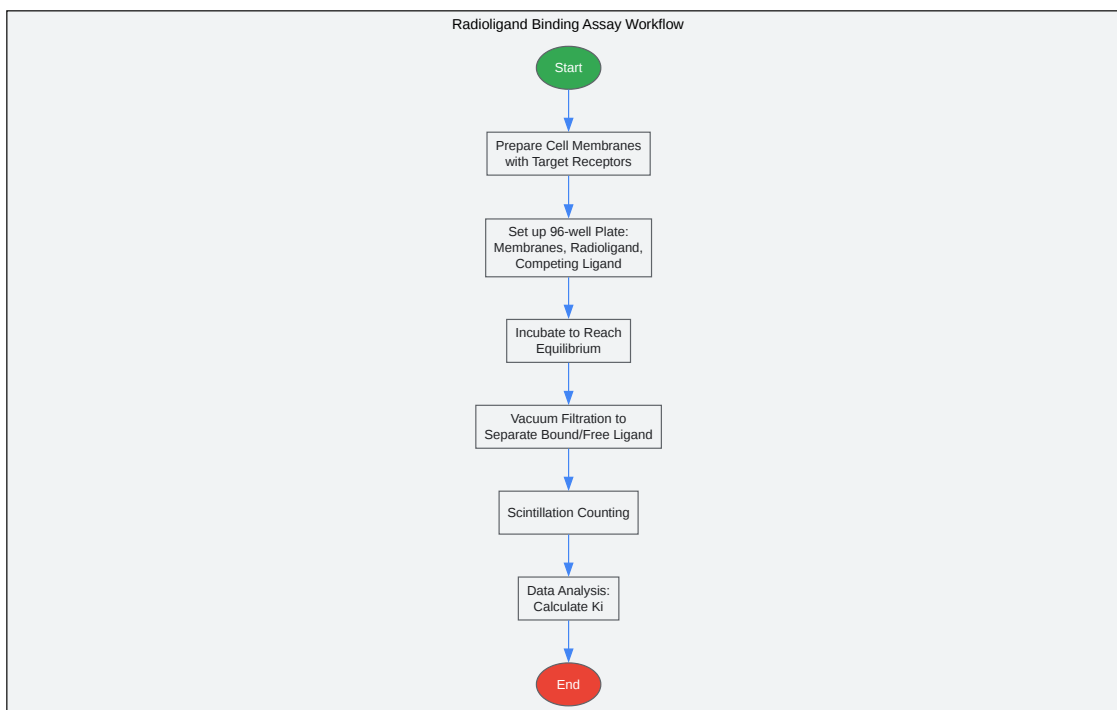 Radioligand Binding Assay Workflow
Start
Prepare Cell Membranes
with Target Receptors
Set up 96-well Plate:
Membranes, Radioligand,
Competing Ligand
Incubate to Reach
Equilibrium
Vacuum Filtration to
Separate Bound/Free Ligand
Scintillation Counting
Data Analysis:
Calculate Ki
End